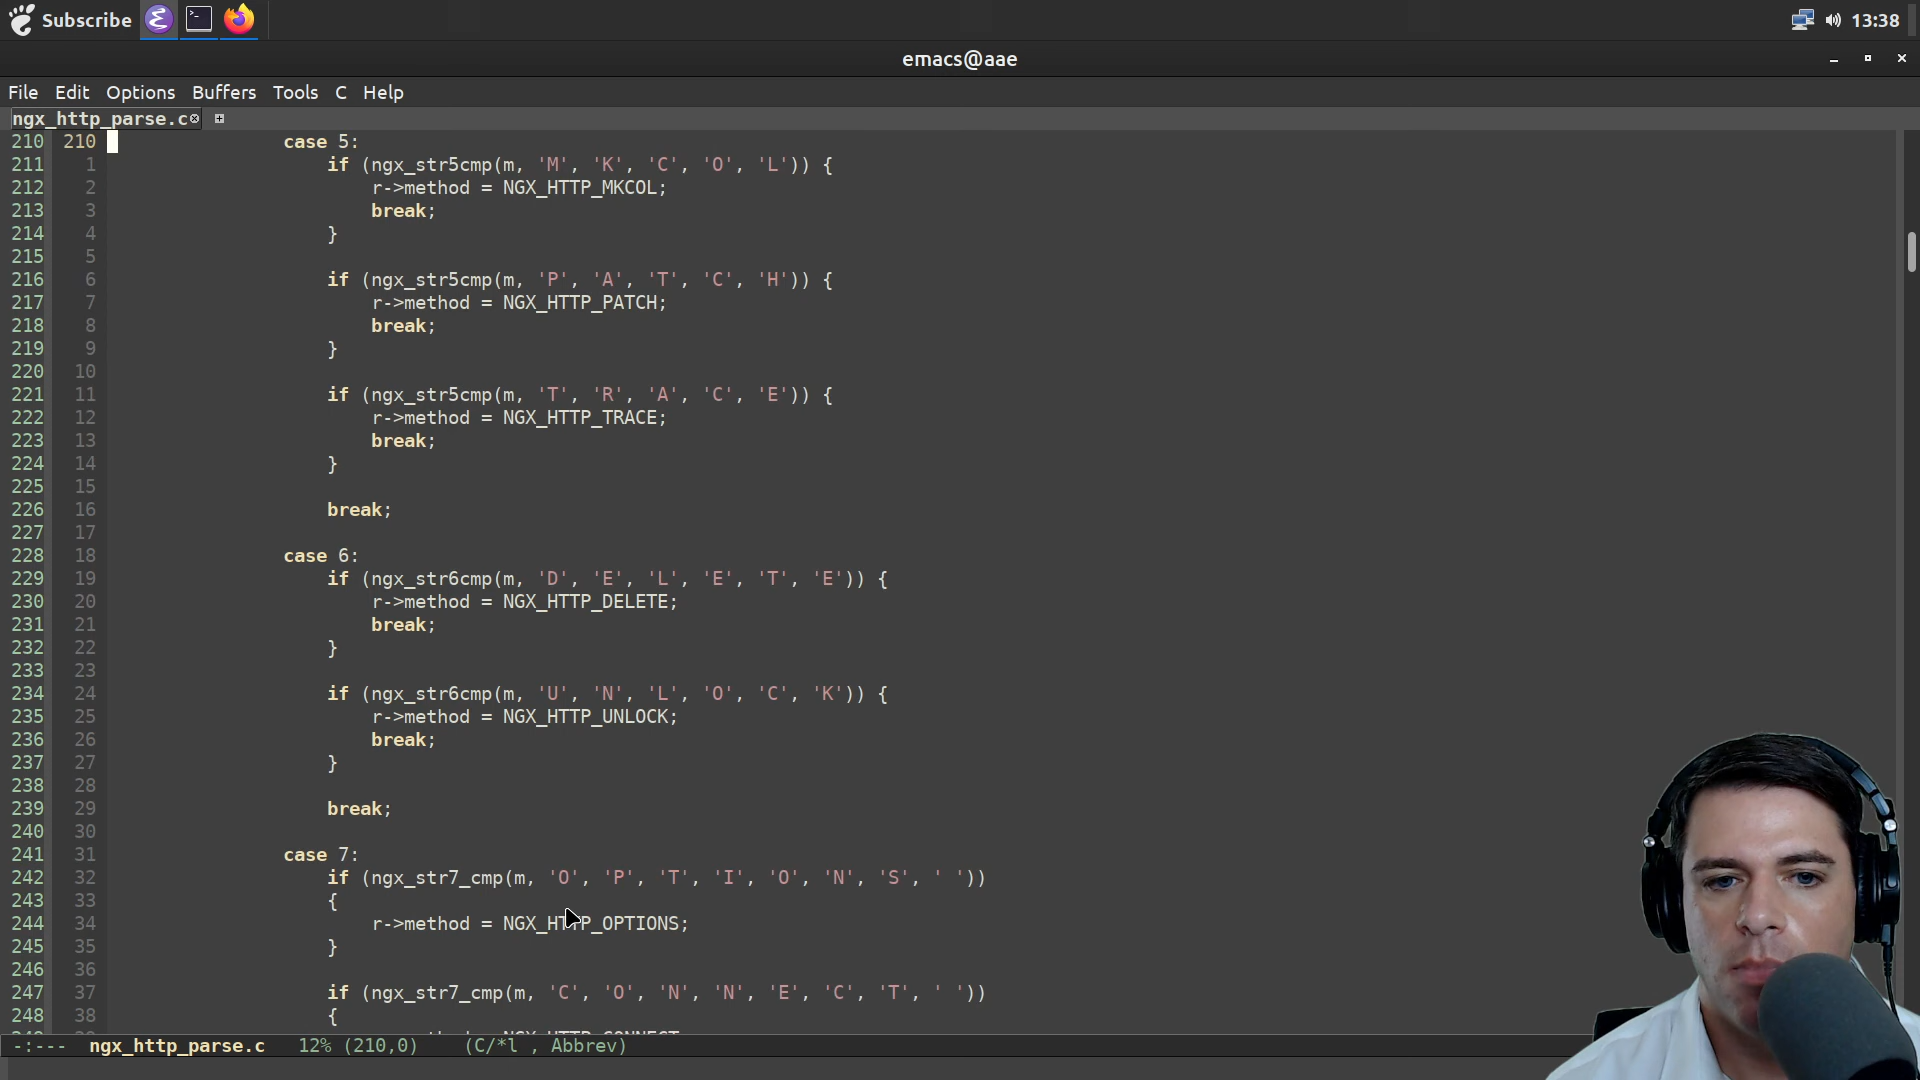 Subscribe 13:38
emacs@aae
File Edit Options Buffers Tools C Help
ngx_http_parse.c
210 210 case 5:
211 1 if (ngx_str5cmp(m, 'M', 'K', 'C', 'O', 'L')) {
212 2 r->method = NGX_HTTP_MKCOL;
213 3 break;
214 4 }
215 5
216 6 if (ngx_str5cmp(m, 'P', 'A', 'T', 'C', 'H')) {
217 7 r->method = NGX_HTTP_PATCH;
218 8 break;
219 9 }
220 10
221 11 if (ngx_str5cmp(m, 'T', 'R', 'A', 'C', 'E')) {
222 12 r->method = NGX_HTTP_TRACE;
223 13 break;
224 14 }
225 15
226 16 break;
227 17
228 18 case 6:
229 19 if (ngx_str6cmp(m, 'D', 'E', 'L', 'E', 'T', 'E')) {
230 20 r->method = NGX_HTTP_DELETE;
231 21 break;
232 22 }
233 23
234 24 if (ngx_str6cmp(m, 'U', 'N', 'L', 'O', 'C', 'K')) {
235 25 r->method = NGX_HTTP_UNLOCK;
236 26 break;
237 27 }
238 28
239 29 break;
240 30
241 31 case 7:
242 32 if (ngx_str7_cmp(m, 'O', 'P', 'T', 'I', 'O', 'N', 'S', ' '))
243 33 {
244 34 r->method = NGX_HTTP_OPTIONS;
245 35 }
246 36
247 37 if (ngx_str7_cmp(m, 'C', 'O', 'N', 'N', 'E', 'C', 'T', ' '))
248 38 {
-:--- ngx_http_parse.c 12% (210,0) (C/*l , Abbrev)